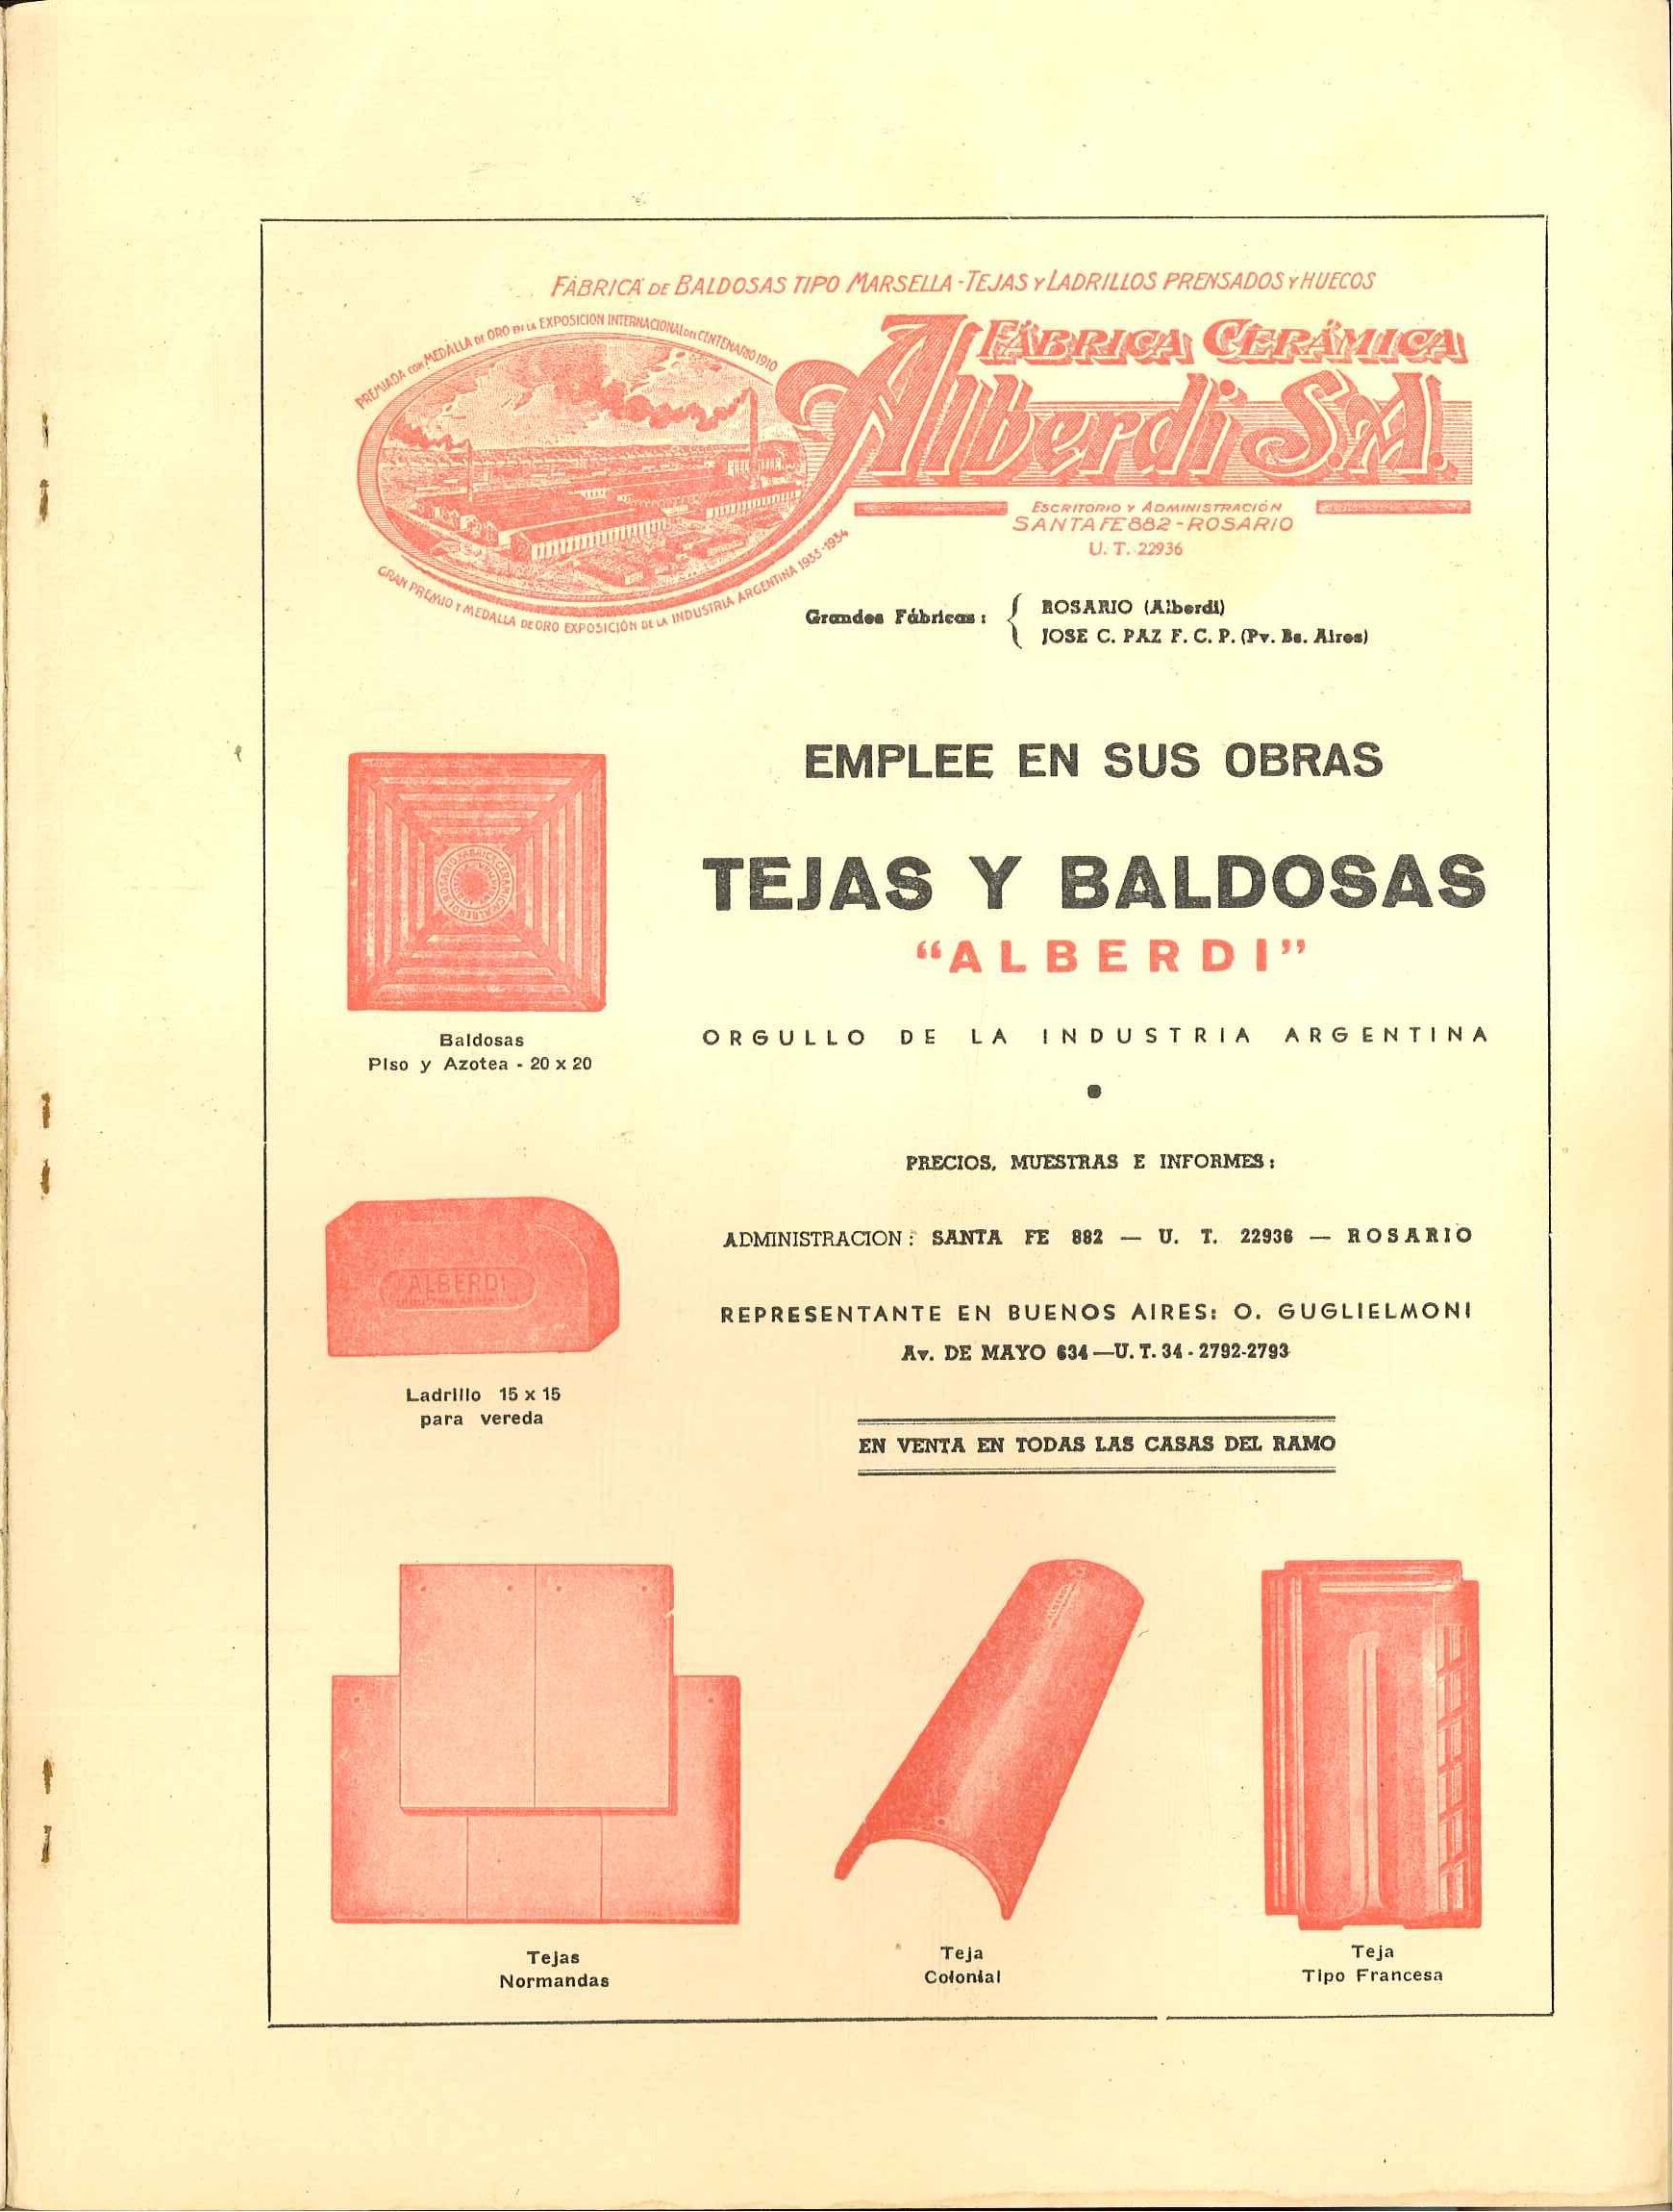 FÁBRICA DE BALDOSAS TIPO MARSELLA - TEJAS Y LADRILLOS PRENSADOS Y HUECOS
PREMIADA CON MEDALLA DE ORO EN LA EXPOSICION INTERNACIONAL DEL CENTENARIO 1910
FÁBRICA CERÁMICA
Alberdi S.A.
ESCRITORIO Y ADMINISTRACIÓN
SANTA FE 882 - ROSARIO
U. T. 22936
GRAN PREMIO Y MEDALLA DE ORO EXPOSICIÓN DE LA INDUSTRIA ARGENTINA 1933-1934
Grandes Fábricas:
ROSARIO (Alberdi)
JOSE C. PAZ F. C. P. (Pv. Bs. Aires)
EMPLEE EN SUS OBRAS
TEJAS Y BALDOSAS
"ALBERDI"
ORGULLO DE LA INDUSTRIA ARGENTINA
Baldosas
Piso y Azotea - 20 x 20
PRECIOS, MUESTRAS E INFORMES:
ADMINISTRACION: SANTA FE 882 — U. T. 22936 — ROSARIO
REPRESENTANTE EN BUENOS AIRES: O. GUGLIELMONI
Av. DE MAYO 634 — U. T. 34 - 2792-2793
ALBERDI
Ladrillo 15 x 15
para vereda
EN VENTA EN TODAS LAS CASAS DEL RAMO
Tejas
Normandas
Teja
Colonial
Teja
Tipo Francesa